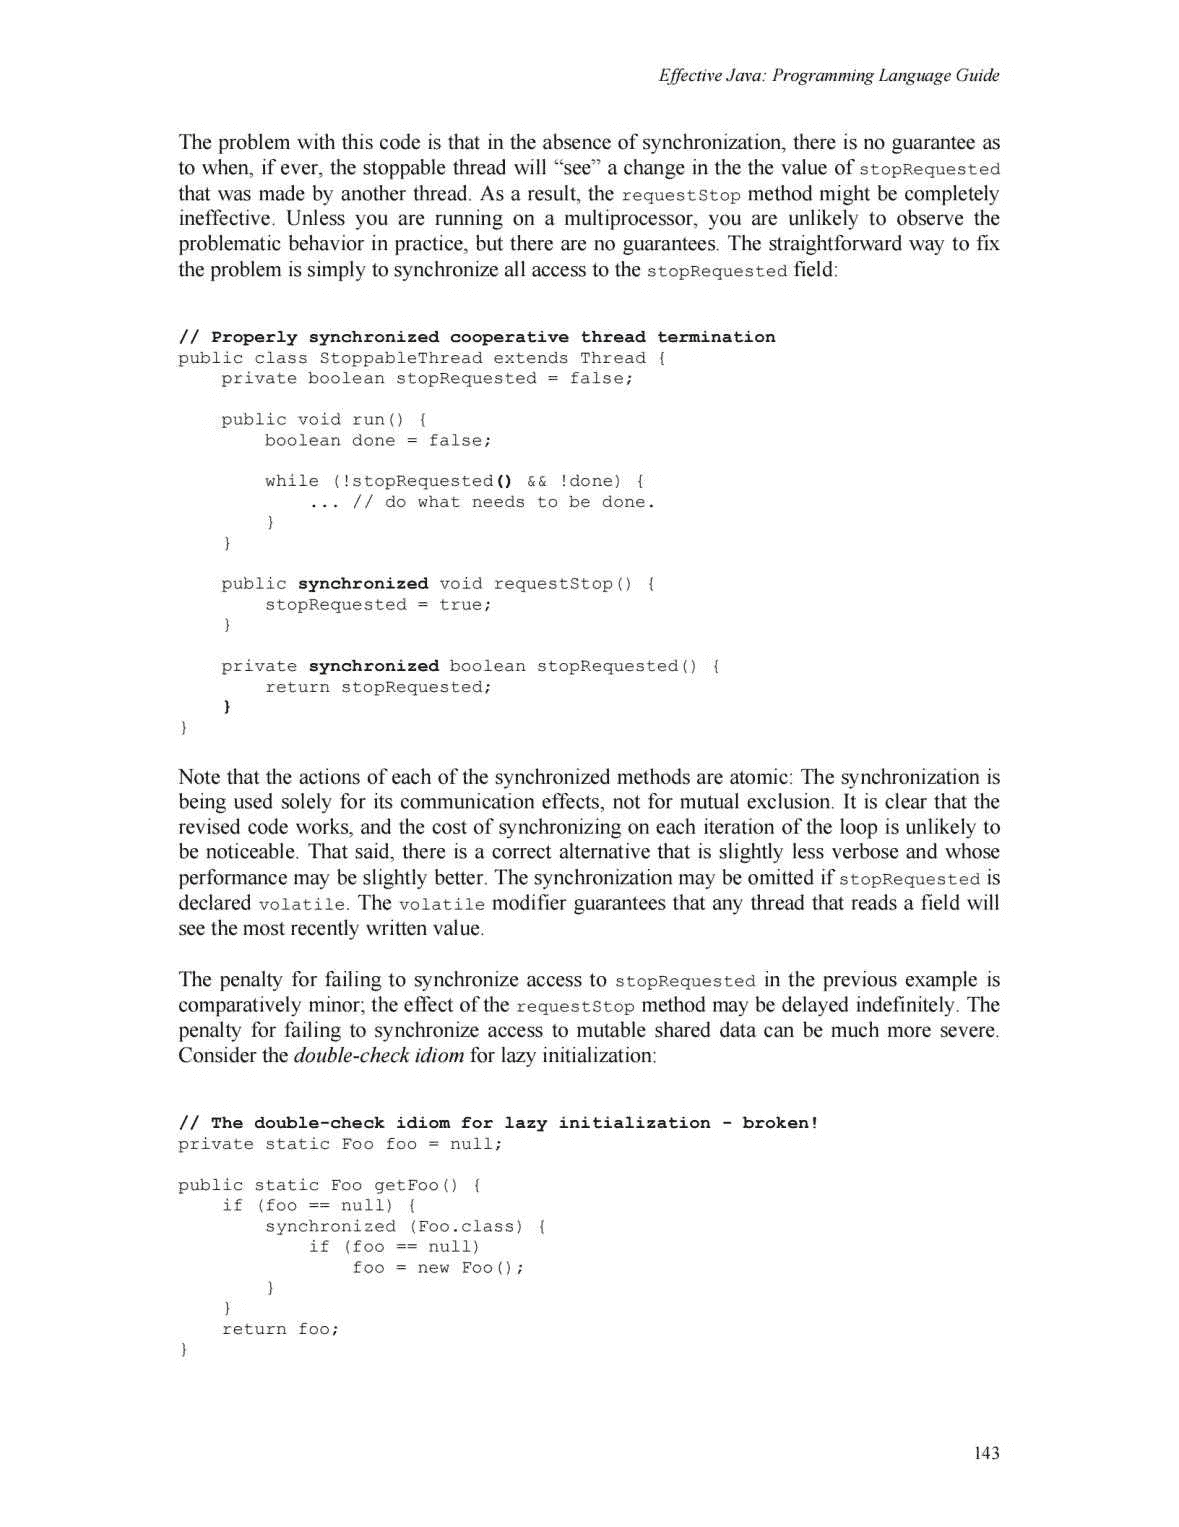 Effective Java: Programming Language Guide
The problem with this code is that in the absence of synchronization, there is no guarantee as
to when, if ever, the stoppable thread will “see” a change in the the value of stopRequested
that was made by another thread. As a result, the requestStop method might be completely
ineffective. Unless you are running on a multiprocessor, you are unlikely to observe the
problematic behavior in practice, but there are no guarantees. The straightforward way to fix
the problem is simply to synchronize all access to the stopRequested field:
// Properly synchronized cooperative thread termination
public class StoppableThread extends Thread {
    private boolean stopRequested = false;
    public void run() {
        boolean done = false;
        while (!stopRequested() && !done) {
            ... // do what needs to be done.
        }
    }
    public synchronized void requestStop() {
        stopRequested = true;
    }
    private synchronized boolean stopRequested() {
        return stopRequested;
    }
}
Note that the actions of each of the synchronized methods are atomic: The synchronization is
being used solely for its communication effects, not for mutual exclusion. It is clear that the
revised code works, and the cost of synchronizing on each iteration of the loop is unlikely to
be noticeable. That said, there is a correct alternative that is slightly less verbose and whose
performance may be slightly better. The synchronization may be omitted if stopRequested is
declared volatile. The volatile modifier guarantees that any thread that reads a field will
see the most recently written value.
The penalty for failing to synchronize access to stopRequested in the previous example is
comparatively minor; the effect of the requestStop method may be delayed indefinitely. The
penalty for failing to synchronize access to mutable shared data can be much more severe.
Consider the double-check idiom for lazy initialization:
// The double-check idiom for lazy initialization - broken!
private static Foo foo = null;
public static Foo getFoo() {
    if (foo == null) {
        synchronized (Foo.class) {
            if (foo == null)
                foo = new Foo();
        }
    }
    return foo;
}
143